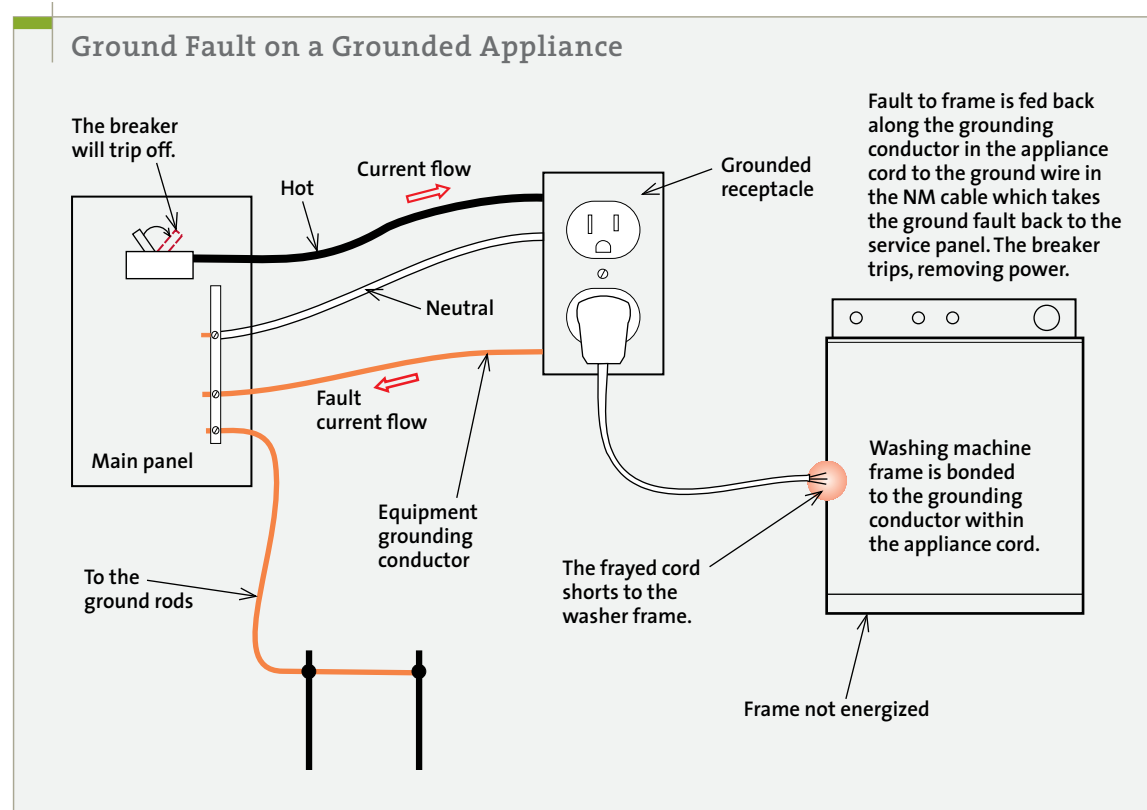 Ground Fault on a Grounded Appliance
The breaker
will trip off.
Hot
Current flow
Grounded
receptacle
Fault to frame is fed back
along the grounding
conductor in the appliance
cord to the ground wire in
the NM cable which takes
the ground fault back to the
service panel. The breaker
trips, removing power.
Neutral
Fault
current flow
Main panel
Equipment
grounding
conductor
Washing machine
frame is bonded
to the grounding
conductor within
the appliance cord.
To the
ground rods
The frayed cord
shorts to the
washer frame.
Frame not energized